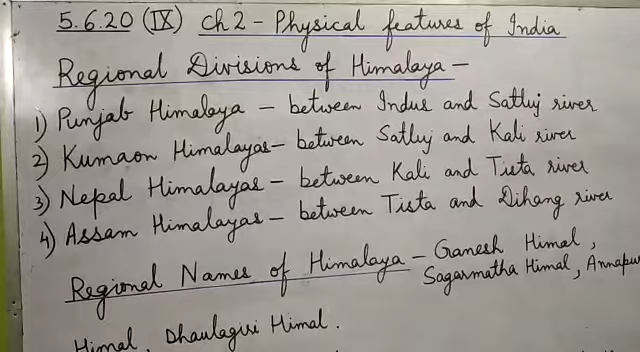 5.6.20 (IX) Ch 2 - Physical features of India
Regional Divisions of Himalaya -
1) Punjab Himalaya - between Indus and Satluj river
2) Kumaon Himalayas - between Satluj and Kali river
3) Nepal Himalayas - between Kali and Tista river
4) Assam Himalayas - between Tista and Dihang river
Regional Names of Himalaya - Ganesh Himal,
Sagarmatha Himal, Annapur
Himal, Dhaulagiri Himal.